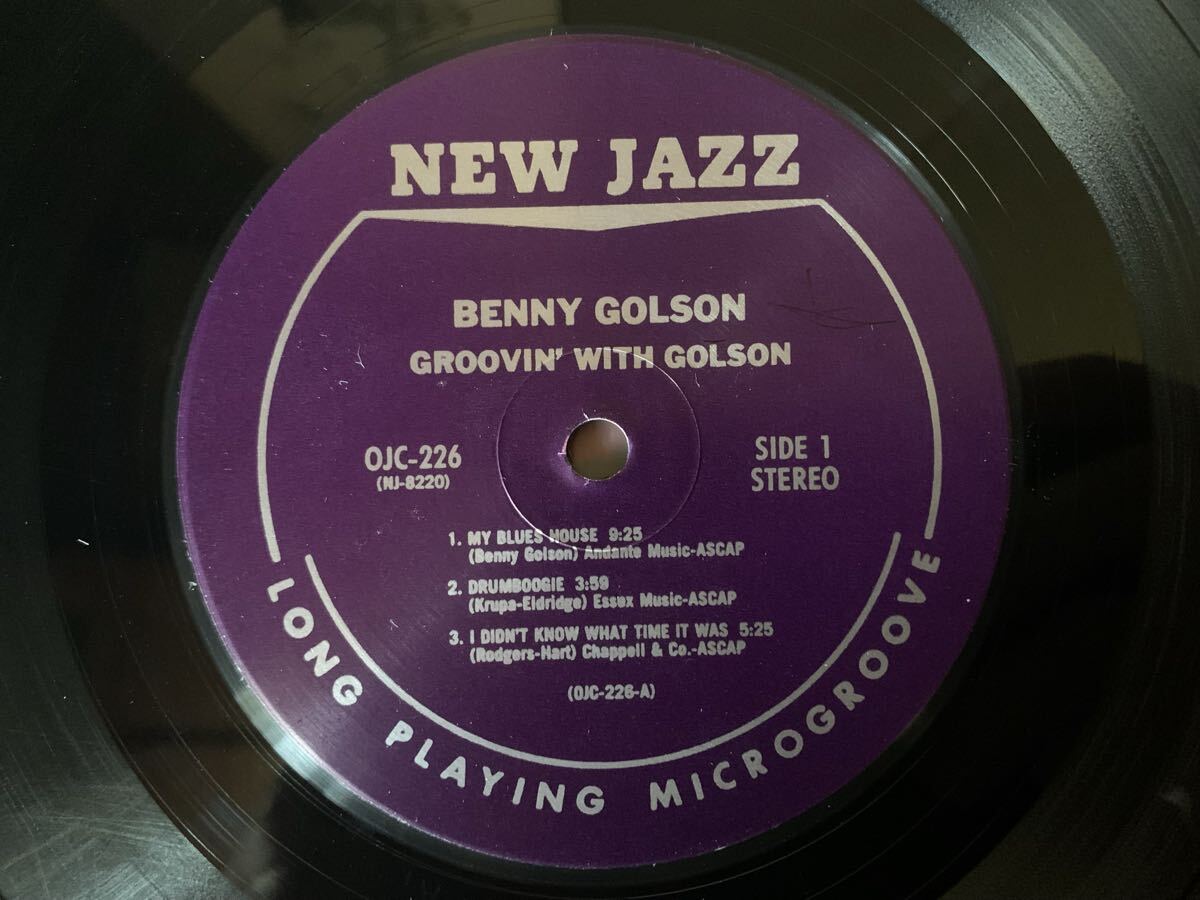 NEW JAZZ
BENNY GOLSON
GROOVIN' WITH GOLSON
OJC-226
(NJ-8220)
SIDE 1
STEREO
1. MY BLUES HOUSE 9:25
(Benny Golson) Andante Music-ASCAP
2. DRUMBOOGIE 3:59
(Krupa-Eldridge) Essex Music-ASCAP
3. I DIDN'T KNOW WHAT TIME IT WAS 5:25
(Rodgers-Hart) Chappell & Co.-ASCAP
(OJC-226-A)
LONG PLAYING MICROGROOVE